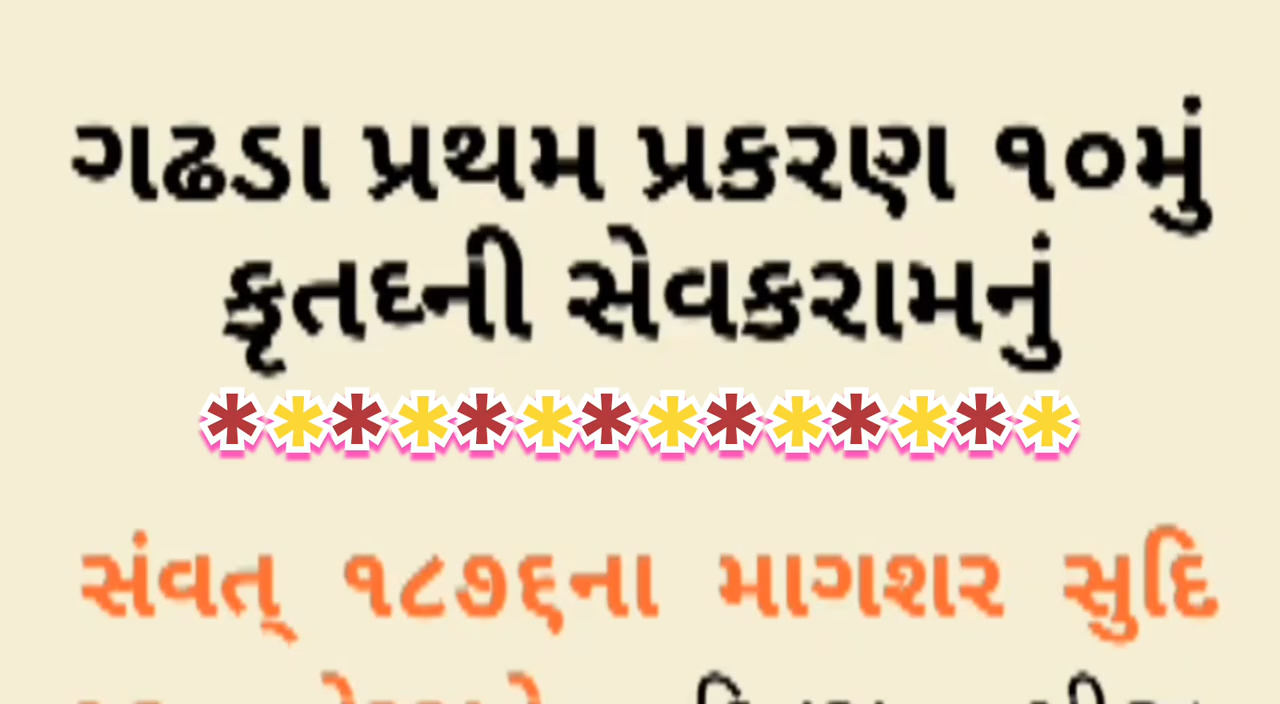 ગઢડા પ્રથમ પ્રકરણ ૧૦મું
કૃતઘ્ની સેવકરામનું
**************
સંવત્ ૧૮૭૬ના માગશર સુદિ